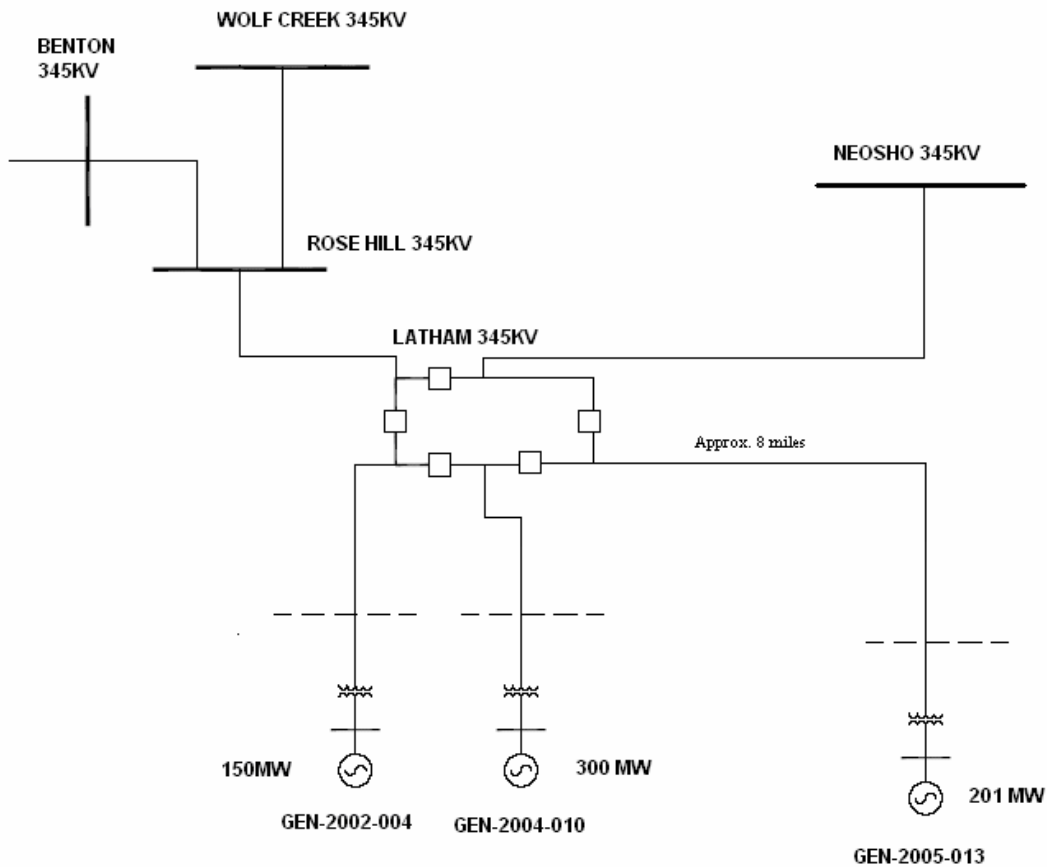 WOLF CREEK 345KV
BENTON
345KV
NEOSHO 345KV
ROSE HILL 345KV
LATHAM 345KV
Approx. 8 miles
150MW
300 MW
201 MW
GEN-2002-004
GEN-2004-010
GEN-2005-013